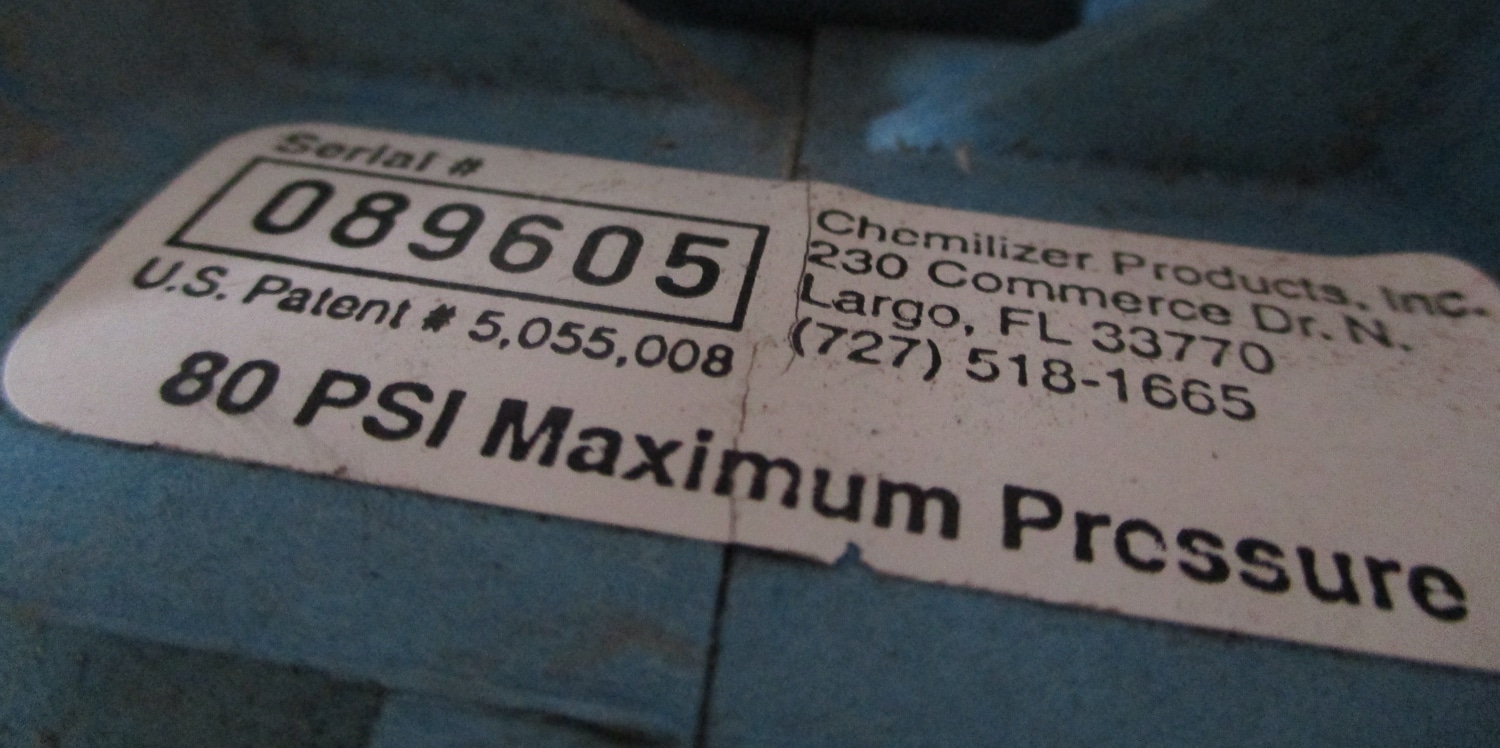 Serial #
089605
U.S. Patent # 5,055,008
Chemilizer Products, Inc.
230 Commerce Dr. N.
Largo, FL 33770
(727) 518-1665
80 PSI Maximum Pressure